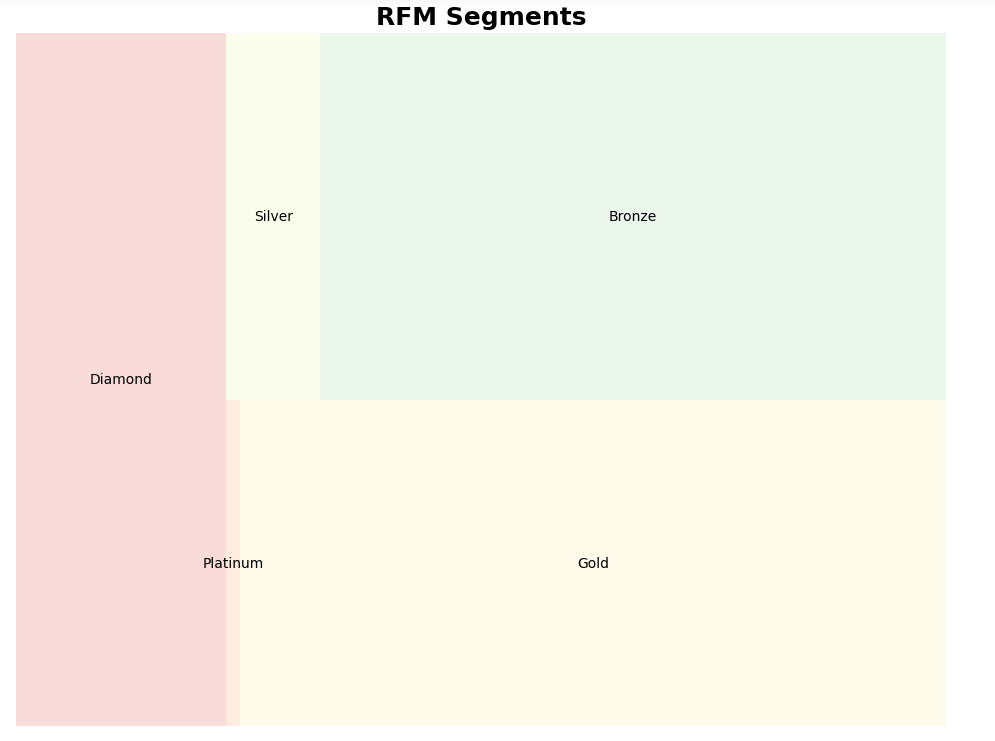 RFM Segments
Silver
Bronze
Diamond
Platinum
Gold